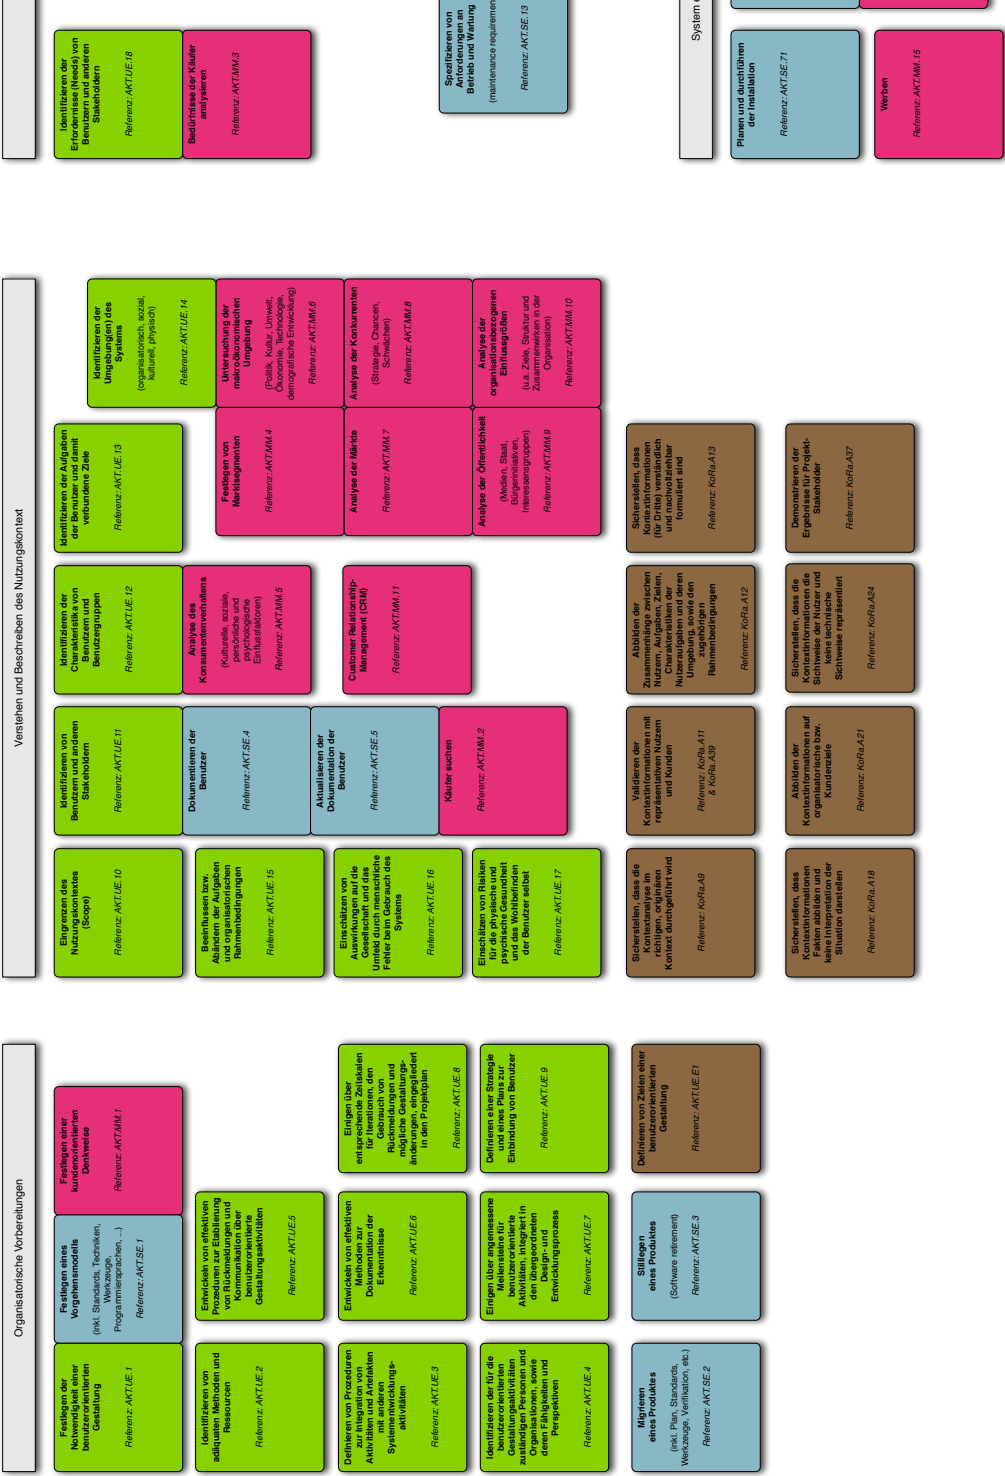 Organisatorische Vorbereitungen
Festlegen der
Notwendigkeit einer
benutzerorientierten
Gestaltung
Referenz: AKT.UE.1
Festlegen eines
Vorgehensmodells
(inkl. Standards, Techniken,
Werkzeuge,
Programmiersprachen, ...)
Referenz: AKT.SE.1
Festlegen einer
kundenorientierten
Denkweise
Referenz: AKT.MM.1
Identifizieren von
adäquaten Methoden und
Ressourcen
Referenz: AKT.UE.2
Entwickeln von effektiven
Prozeduren zur Etablierung
von Rückmeldungen und
Kommunikation über
benutzerorientierte
Gestaltungsaktivitäten
Referenz: AKT.UE.5
Definieren von Prozeduren
zur Integration von
Aktivitäten und Artefakten
mit anderen
Systementwicklungs-
aktivitäten
Referenz: AKT.UE.3
Entwickeln von effektiven
Methoden zur
Dokumentation der
Erkenntnisse
Referenz: AKT.UE.6
Einigen über
entsprechende Zeitskalen
für Iterationen, den
Gebrauch von
Rückmeldungen und
mögliche Gestaltungs-
änderungen, eingegliedert
in den Projektplan
Referenz: AKT.UE.8
Identifizieren der für die
benutzerorientierten
Gestaltungsaktivitäten
zuständigen Personen und
Organisationen, sowie
deren Fähigkeiten und
Perspektiven
Referenz: AKT.UE.4
Einigen über angemessene
Meilensteine für
benutzerorientierte
Aktivitäten, integriert in
den übergeordneten
Design- und
Entwicklungsprozess
Referenz: AKT.UE.7
Definieren einer Strategie
und eines Plans zur
Einbindung von Benutzer
Referenz: AKT.UE.9
Migrieren
eines Produktes
(inkl. Plan, Standards,
Werkzeuge, Verifikation, etc.)
Referenz: AKT.SE.2
Stilllegen
eines Produktes
(Software retirement)
Referenz: AKT.SE.3
Definieren von Zielen einer
benutzerorientierten
Gestaltung
Referenz: AKT.UE.E1
Verstehen und Beschreiben des Nutzungskontext
Eingrenzen des
Nutzungskontextes
(Scope)
Referenz: AKT.UE.10
Identifizieren von
Benutzern und anderen
Stakeholdern
Referenz: AKT.UE.11
Identifizieren der
Charakteristika von
Benutzern und
Benutzergruppen
Referenz: AKT.UE.12
Identifizieren der Aufgaben
der Benutzer und damit
verbundene Ziele
Referenz: AKT.UE.13
Identifizieren der
Umgebung(en) des
Systems
(organisatorisch, sozial,
kulturell, physisch)
Referenz: AKT.UE.14
Beeinflussen bzw.
Abändern der Aufgaben
und organisatorischen
Rahmenbedingungen
Referenz: AKT.UE.15
Dokumentieren der
Benutzer
Referenz: AKT.SE.4
Analyse des
Konsumentenverhaltens
(Kulturelle, soziale,
persönliche und
psychologische
Einflussfaktoren)
Referenz: AKT.MM.5
Festlegen von
Marktsegmenten
Referenz: AKT.MM.4
Untersuchung der
makroökonomischen
Umgebung
(Politik, Kultur, Umwelt,
Ökonomie, Technologie,
demografische Entwicklung)
Referenz: AKT.MM.6
Einschätzen von
Auswirkungen auf die
Gesellschaft und das
Umfeld durch menschliche
Fehler beim Gebrauch des
Systems
Referenz: AKT.UE.16
Aktualisieren der
Dokumentation der
Benutzer
Referenz: AKT.SE.5
Customer Relationship-
Management (CRM)
Referenz: AKT.MM.11
Analyse der Märkte
Referenz: AKT.MM.7
Analyse der Konkurrenten
(Strategie, Chancen,
Schwächen)
Referenz: AKT.MM.8
Einschätzen von Risiken
für die physische und
psychische Gesundheit
und das Wohlbefinden
der Benutzer selbst
Referenz: AKT.UE.17
Käufer suchen
Referenz: AKT.MM.2
Analyse der Öffentlichkeit
(Medien, Staat,
Bürgerinitiativen,
Interessensgruppen)
Referenz: AKT.MM.9
Analyse der
organisationsbezogenen
Einflussgrößen
(u.a. Ziele, Struktur und
Zusammenwirken in der
Organisation)
Referenz: AKT.MM.10
Sicherstellen, dass die
Kontextanalyse im
richtigen, originären
Kontext durchgeführt wird
Referenz: KoRa.A9
Validieren der
Kontextinformationen mit
repräsentativen Nutzern
und Kunden
Referenz: KoRa.A11
& KoRa.A39
Abbilden der
Zusammenhänge zwischen
Nutzern, Aufgaben, Zielen,
Charakteristiken der
Nutzeraufgaben und deren
Umgebung, sowie den
zugehörigen
Rahmenbedingungen
Referenz: KoRa.A12
Sicherstellen, dass
Kontextinformationen
(für Dritte) verständlich
und nachvollziehbar
formuliert sind
Referenz: KoRa.A13
Sicherstellen, dass
Kontextinformationen
Fakten abbilden und
keine Interpretation der
Situation darstellen
Referenz: KoRa.A18
Abbilden der
Kontextinformationen auf
organisatorische bzw.
Kundenziele
Referenz: KoRa.A21
Sicherstellen, dass die
Kontextinformationen die
Sichtweise der Nutzer und
keine technische
Sichtweise repräsentiert
Referenz: KoRa.A24
Demonstrieren der
Ergebnisse für Projekt-
Stakeholder
Referenz: KoRa.A37
Identifizieren der
Erfordernisse (Needs) von
Benutzern und anderen
Stakeholdern
Referenz: AKT.UE.18
Bedürfnisse der Käufer
analysieren
Referenz: AKT.MM.3
Spezifizieren von
Anforderungen an
Betrieb und Wartung
(maintenance requirement
Referenz: AKT.SE.13
System
Planen und durchführen
der Installation
Referenz: AKT.SE.71
Werben
Referenz: AKT.MM.15